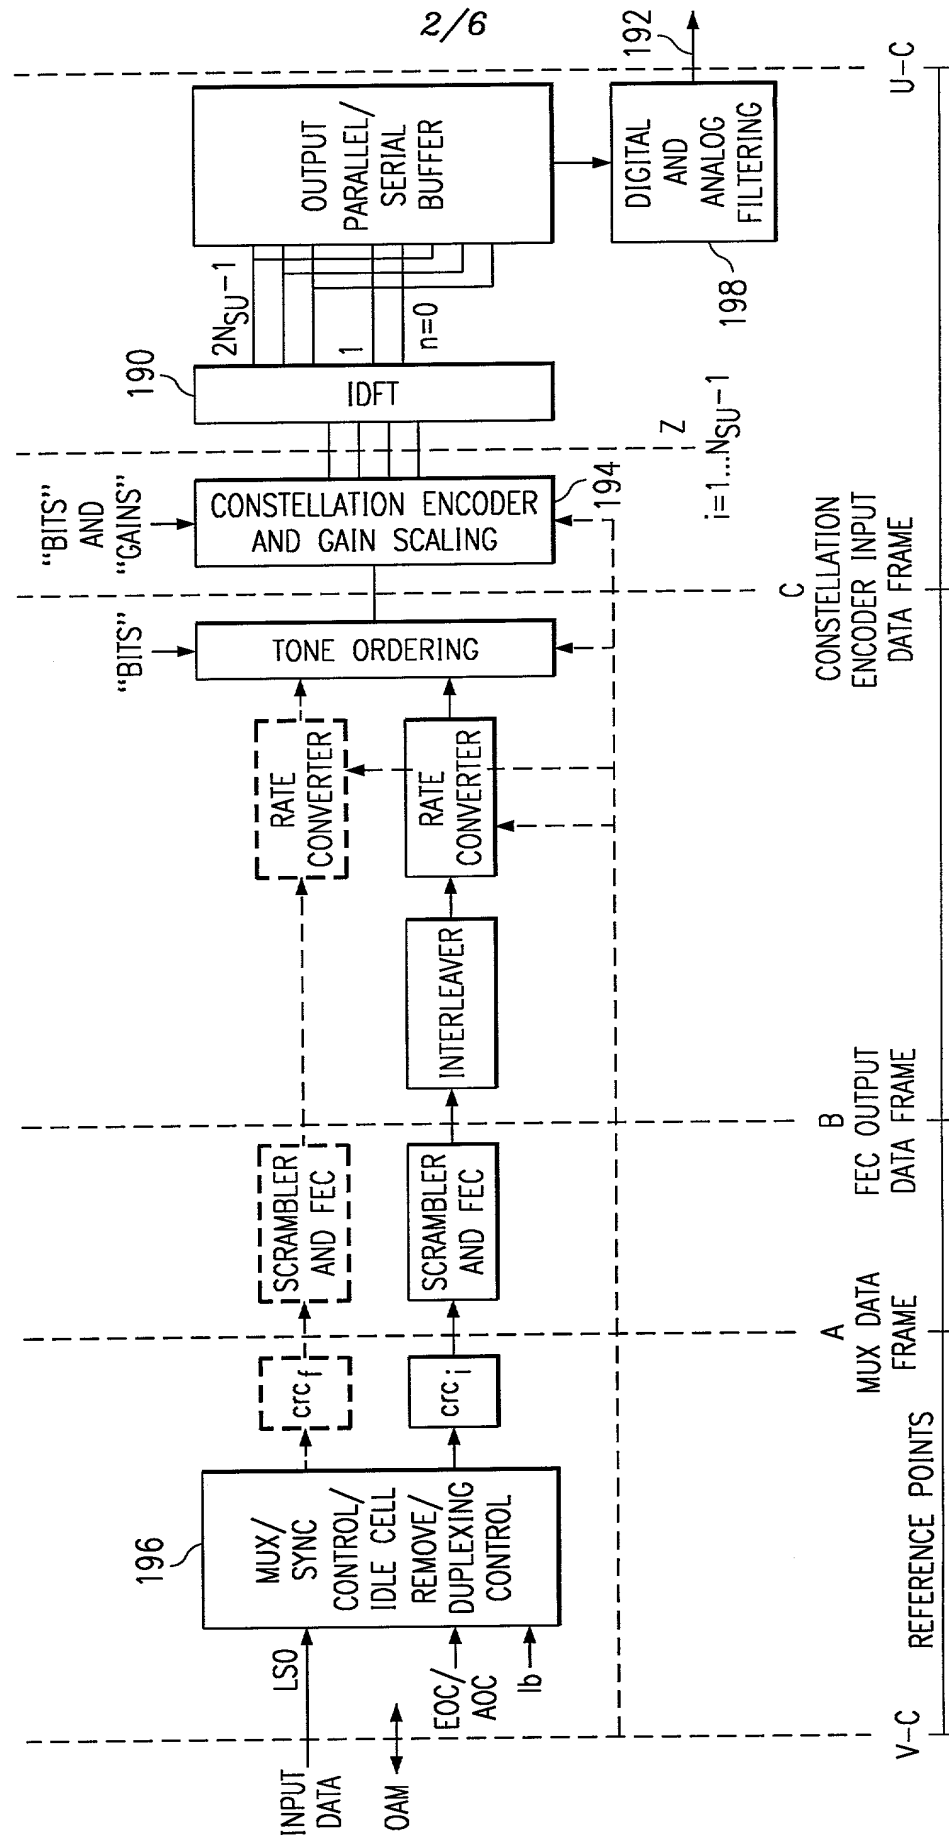 2/6
INPUT
DATA
LS0
OAM
EOC/
AOC
Ib
196
MUX/
SYNC
CONTROL/
IDLE CELL
REMOVE/
DUPLEXING
CONTROL
crc f
crc i
SCRAMBLER
AND FEC
SCRAMBLER
AND FEC
INTERLEAVER
RATE
CONVERTER
RATE
CONVERTER
"BITS"
TONE ORDERING
"BITS"
AND
"GAINS"
CONSTELLATION ENCODER
AND GAIN SCALING
194
190
IDFT
2NSU-1
1
n=0
OUTPUT
PARALLEL/
SERIAL
BUFFER
DIGITAL
AND
ANALOG
FILTERING
198
192
Z
i=1...NSU-1
V-C
REFERENCE POINTS
A
MUX DATA
FRAME
B
FEC OUTPUT
DATA FRAME
C
CONSTELLATION
ENCODER INPUT
DATA FRAME
U-C